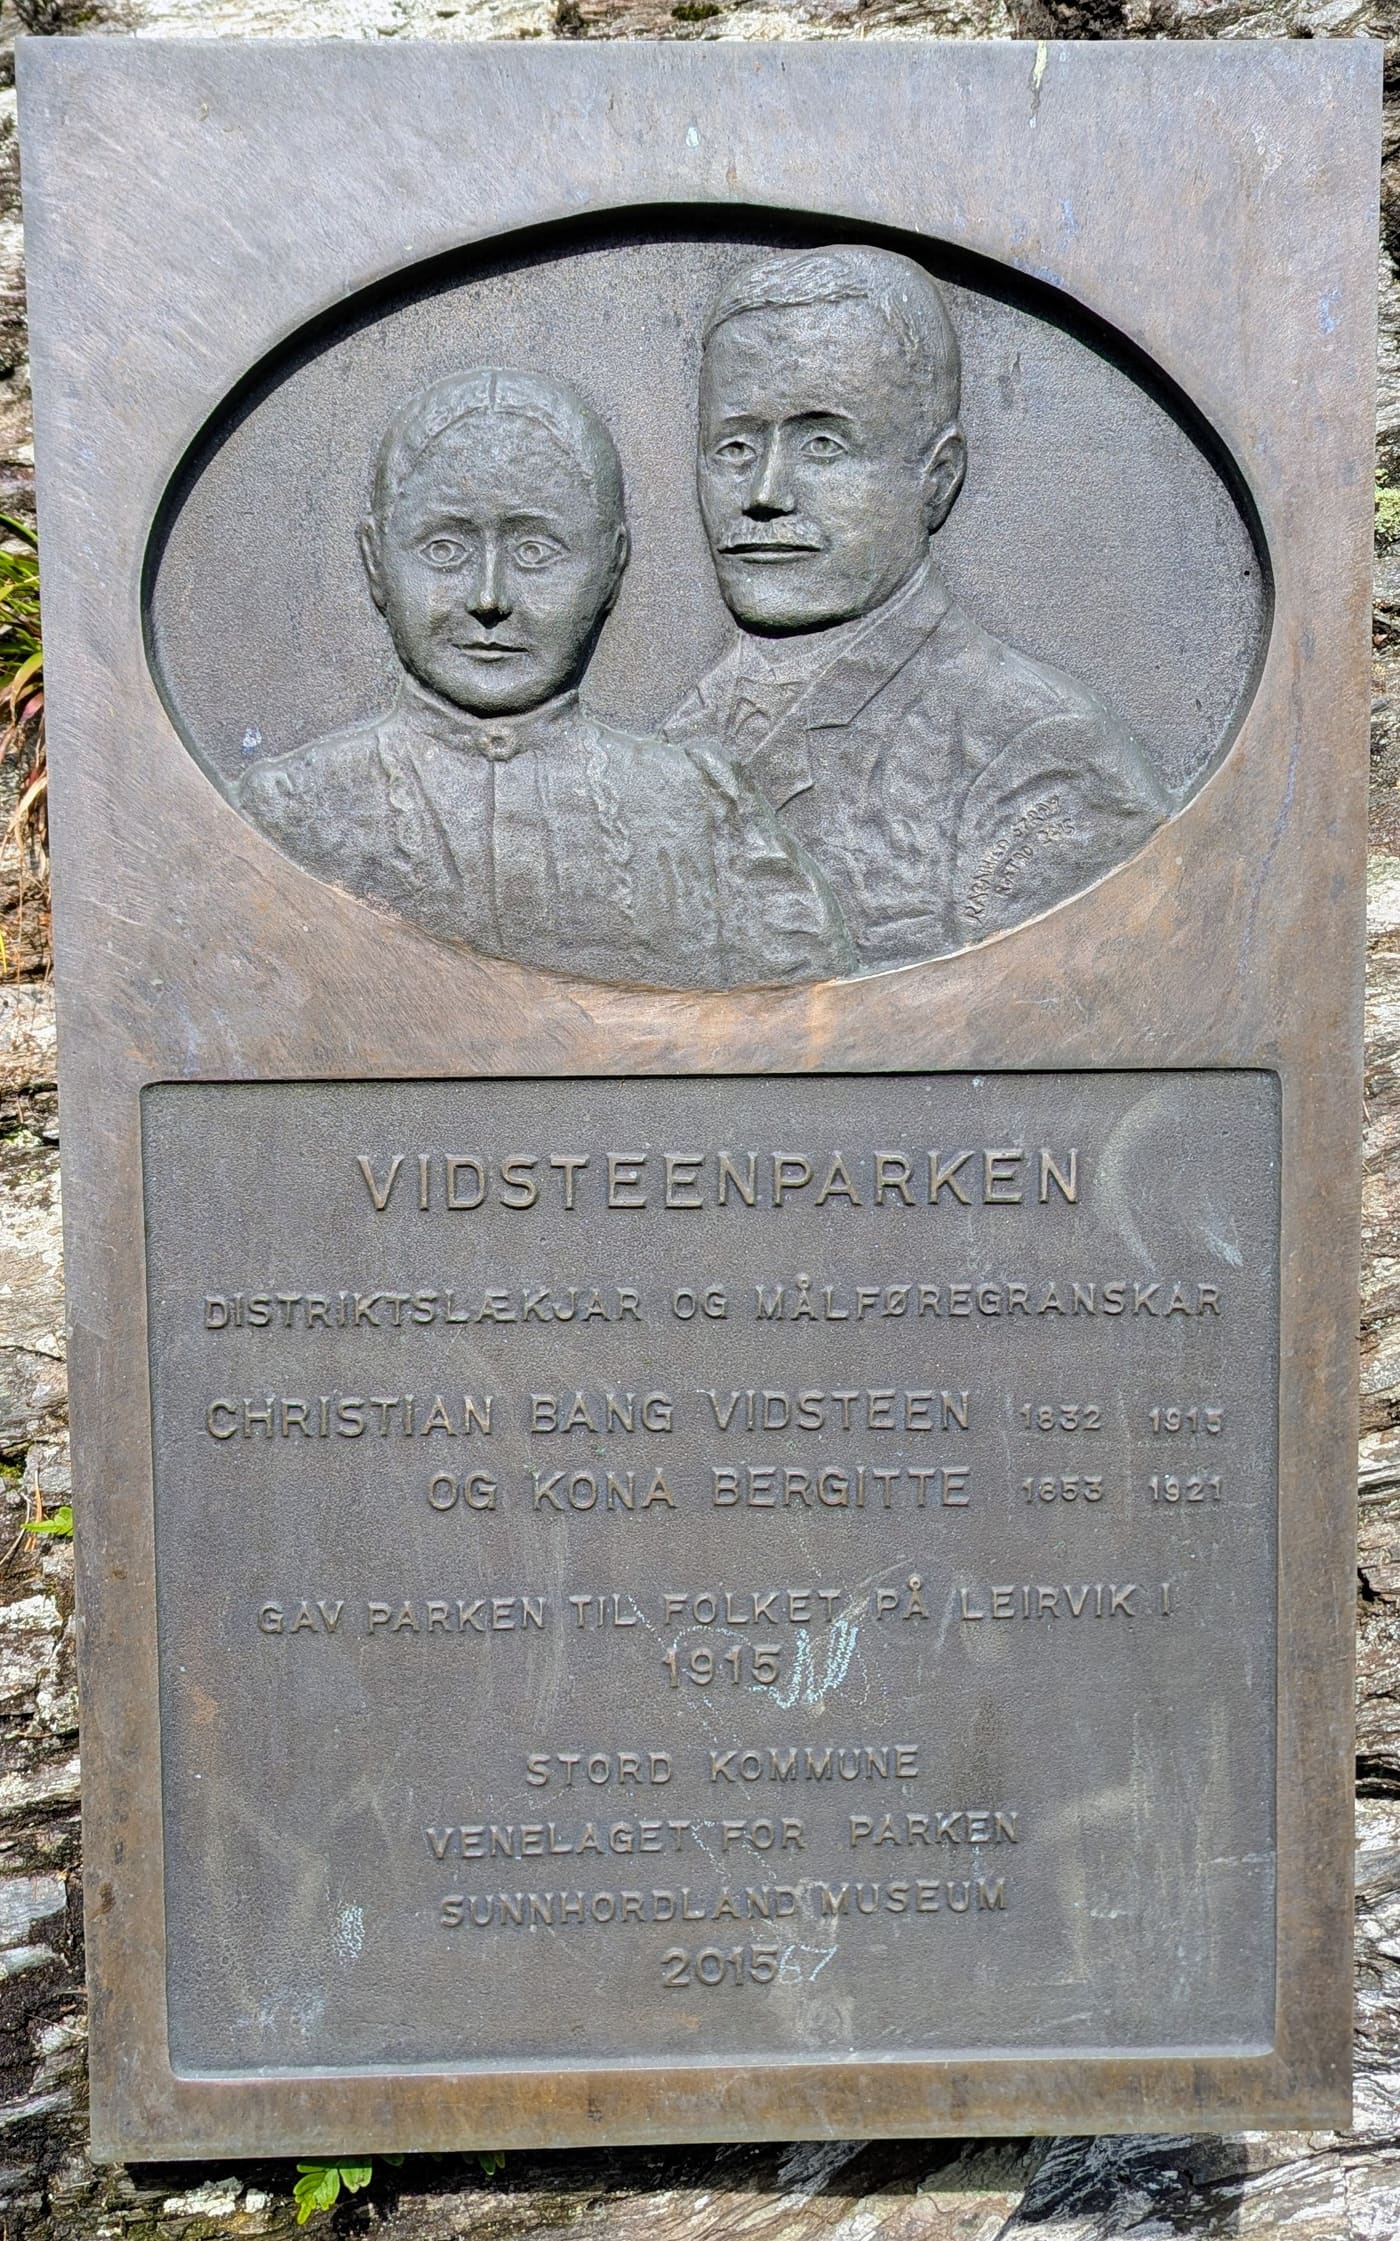 VIDSTEENPARKEN
DISTRIKTSLÆKJAR OG MÅLFØREGRANSKAR
CHRISTIAN BANG VIDSTEEN 1832 1915
OG KONA BERGITTE 1853 1921
GAV PARKEN TIL FOLKET PÅ LEIRVIK I
1915
STORD KOMMUNE
VENELAGET FOR PARKEN
SUNNHORDLAND MUSEUM
2015
67